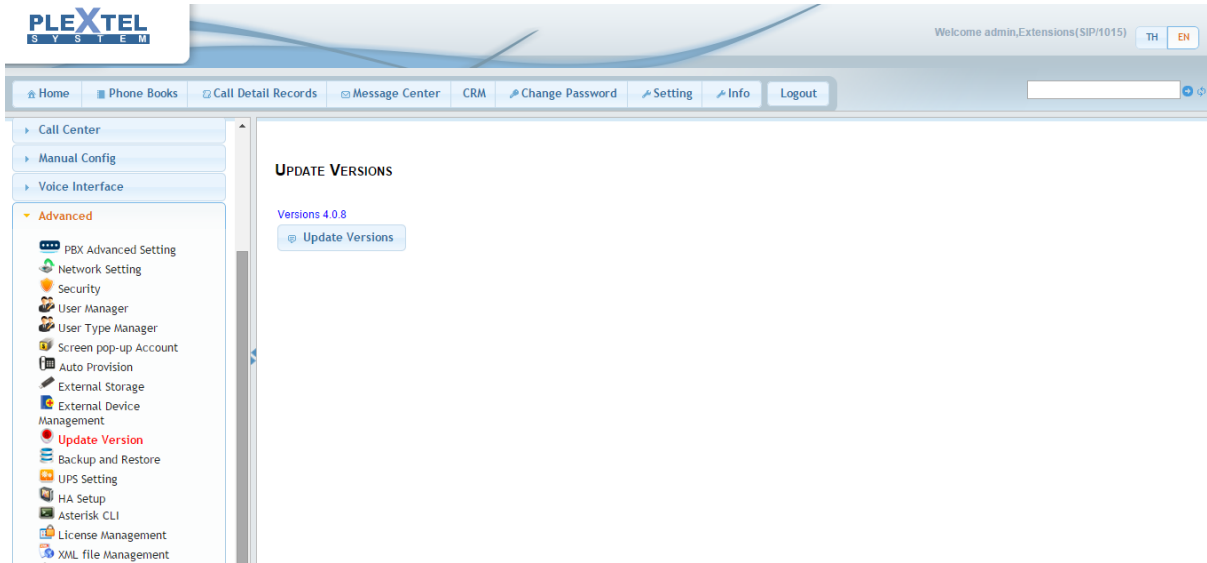 PLEXTEL
SYSTEM
Welcome admin,Extensions(SIP/1015)
TH
EN
Home
Phone Books
Call Detail Records
Message Center
CRM
Change Password
Setting
Info
Logout
Call Center
Manual Config
Voice Interface
Advanced
PBX Advanced Setting
Network Setting
Security
User Manager
User Type Manager
Screen pop-up Account
Auto Provision
External Storage
External Device
Management
Update Version
Backup and Restore
UPS Setting
HA Setup
Asterisk CLI
License Management
XML file Management
UPDATE VERSIONS
Versions 4.0.8
Update Versions